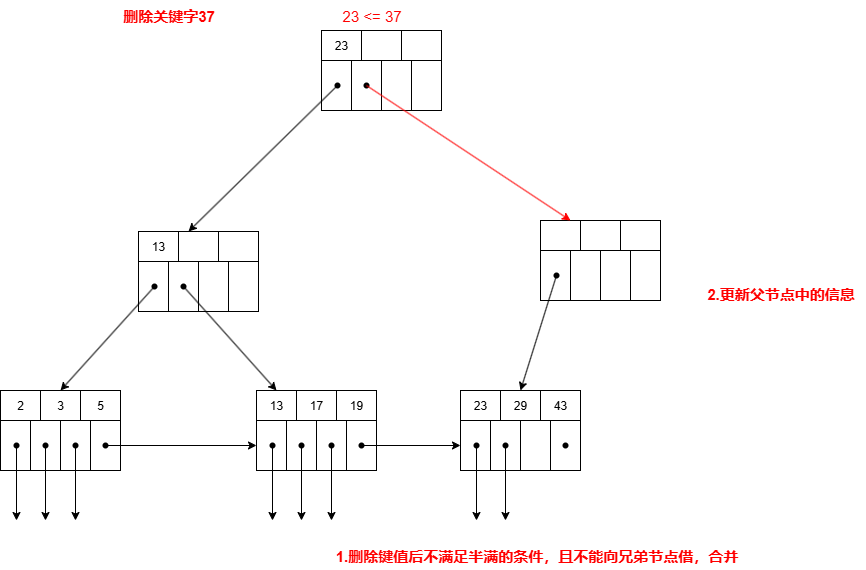 删除关键字37
23 <= 37
23
13
2.更新父节点中的信息
2 3 5
13 17 19
23 29 43
1.删除键值后不满足半满的条件，且不能向兄弟节点借，合并